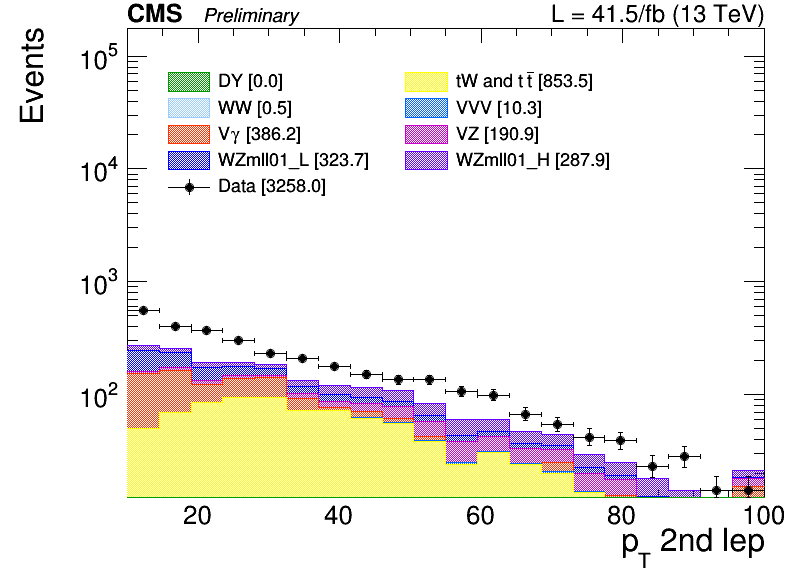 CMS Preliminary L = 41.5/fb (13 TeV)
Events
10^5
10^4
10^3
10^2
DY [0.0] tW and tt̅ [853.5]
WW [0.5] VVV [10.3]
Vγ [386.2] VZ [190.9]
WZmll01_L [323.7] WZmll01_H [287.9]
Data [3258.0]
20 40 60 80 100
p_T 2nd lep